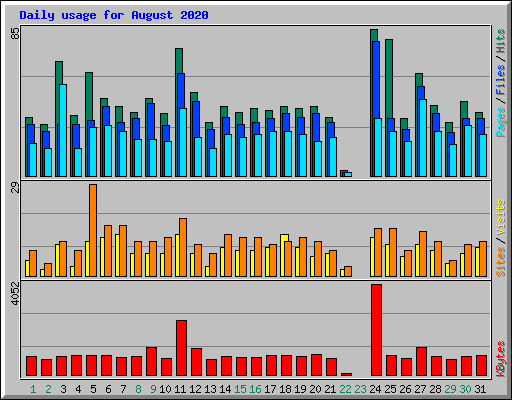 Daily usage for August 2020
85
Pages / Files / Hits
29
Sites / Visits
4052
KBytes
1 2 3 4 5 6 7 8 9 10 11 12 13 14 15 16 17 18 19 20 21 22 23 24 25 26 27 28 29 30 31